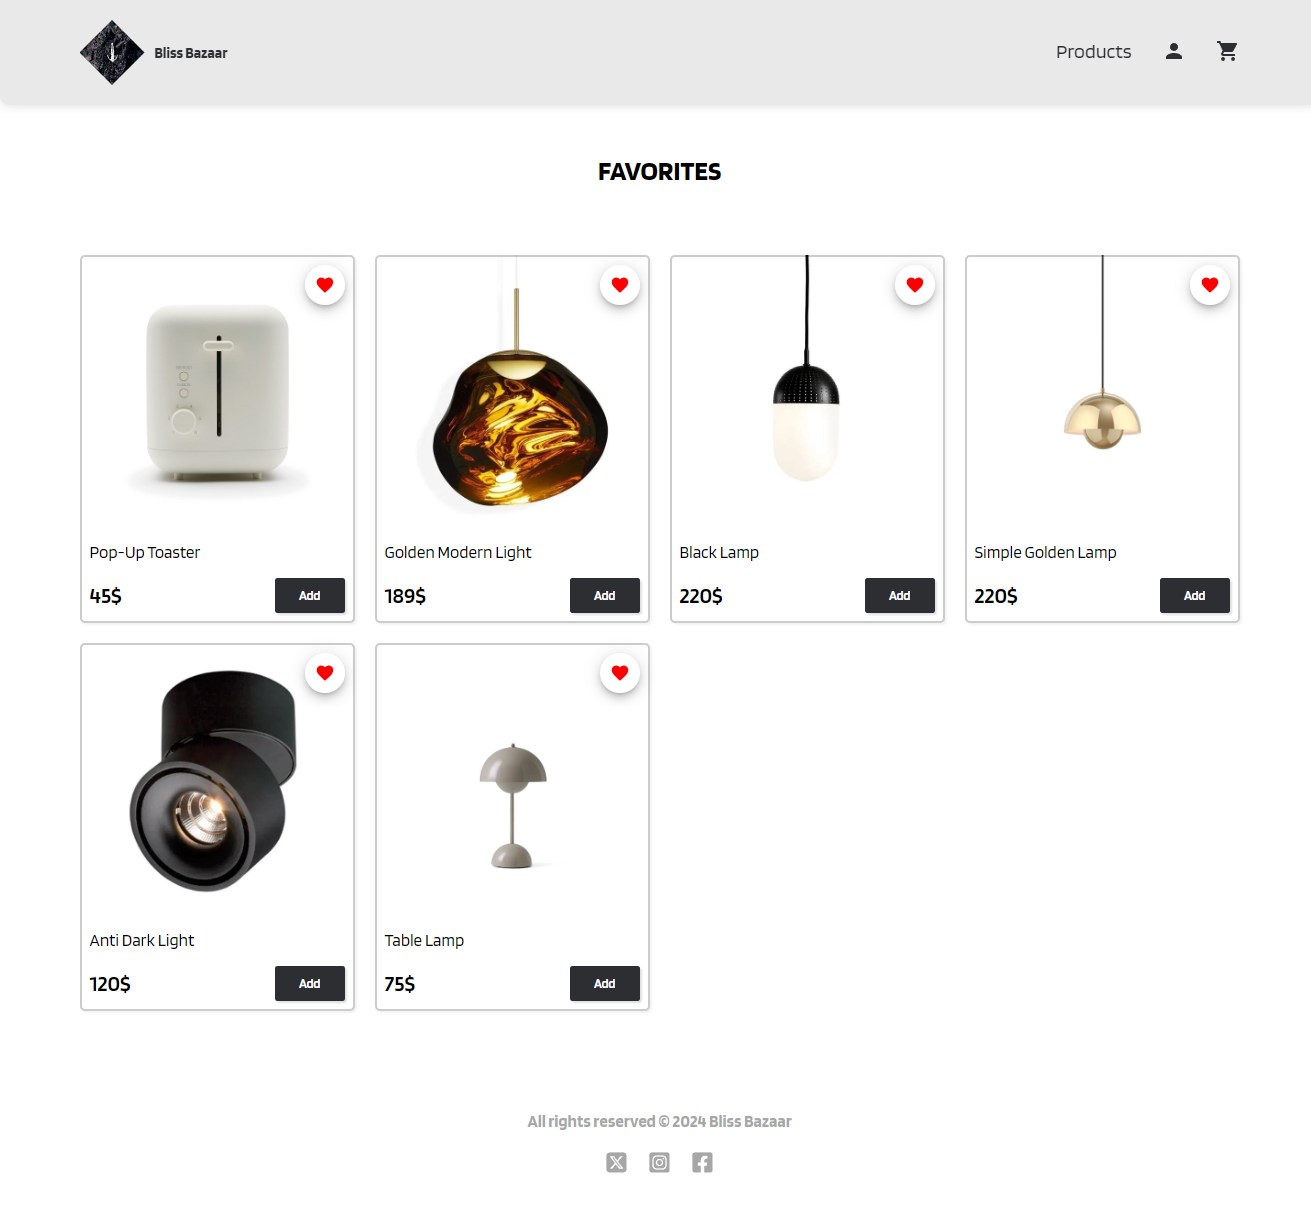 Bliss Bazaar
Products
FAVORITES
Pop-Up Toaster
45$
Add
Golden Modern Light
189$
Add
Black Lamp
220$
Add
Simple Golden Lamp
220$
Add
Anti Dark Light
120$
Add
Table Lamp
75$
Add
All rights reserved © 2024 Bliss Bazaar